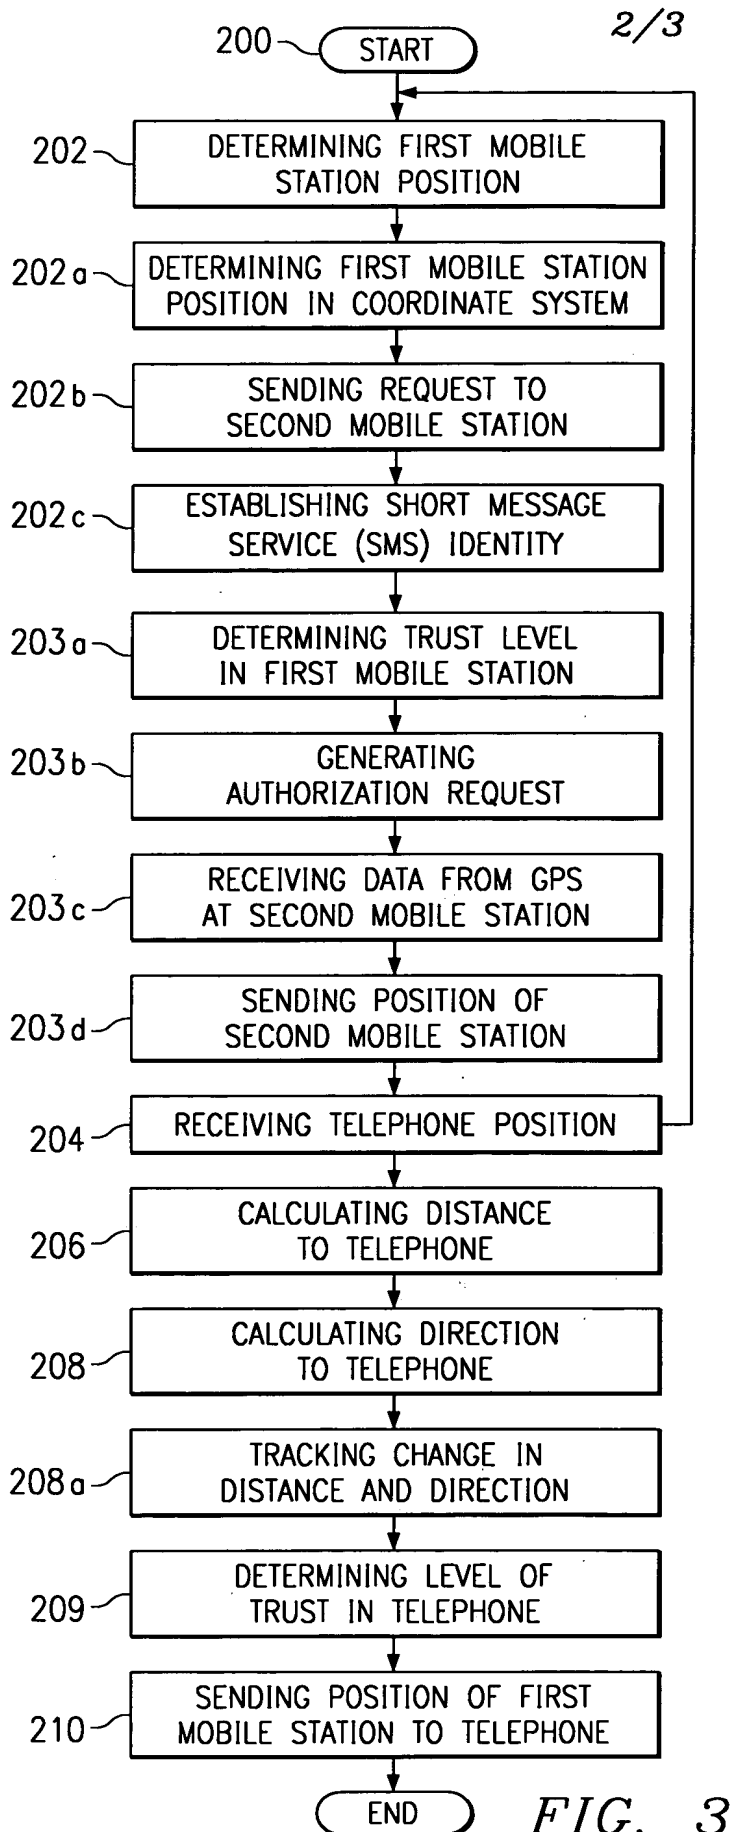 2/3
200
START
202
DETERMINING FIRST MOBILE
STATION POSITION
202a
DETERMINING FIRST MOBILE STATION
POSITION IN COORDINATE SYSTEM
202b
SENDING REQUEST TO
SECOND MOBILE STATION
202c
ESTABLISHING SHORT MESSAGE
SERVICE (SMS) IDENTITY
203a
DETERMINING TRUST LEVEL
IN FIRST MOBILE STATION
203b
GENERATING
AUTHORIZATION REQUEST
203c
RECEIVING DATA FROM GPS
AT SECOND MOBILE STATION
203d
SENDING POSITION OF
SECOND MOBILE STATION
204
RECEIVING TELEPHONE POSITION
206
CALCULATING DISTANCE
TO TELEPHONE
208
CALCULATING DIRECTION
TO TELEPHONE
208a
TRACKING CHANGE IN
DISTANCE AND DIRECTION
209
DETERMINING LEVEL OF
TRUST IN TELEPHONE
210
SENDING POSITION OF FIRST
MOBILE STATION TO TELEPHONE
END
FIG. 3